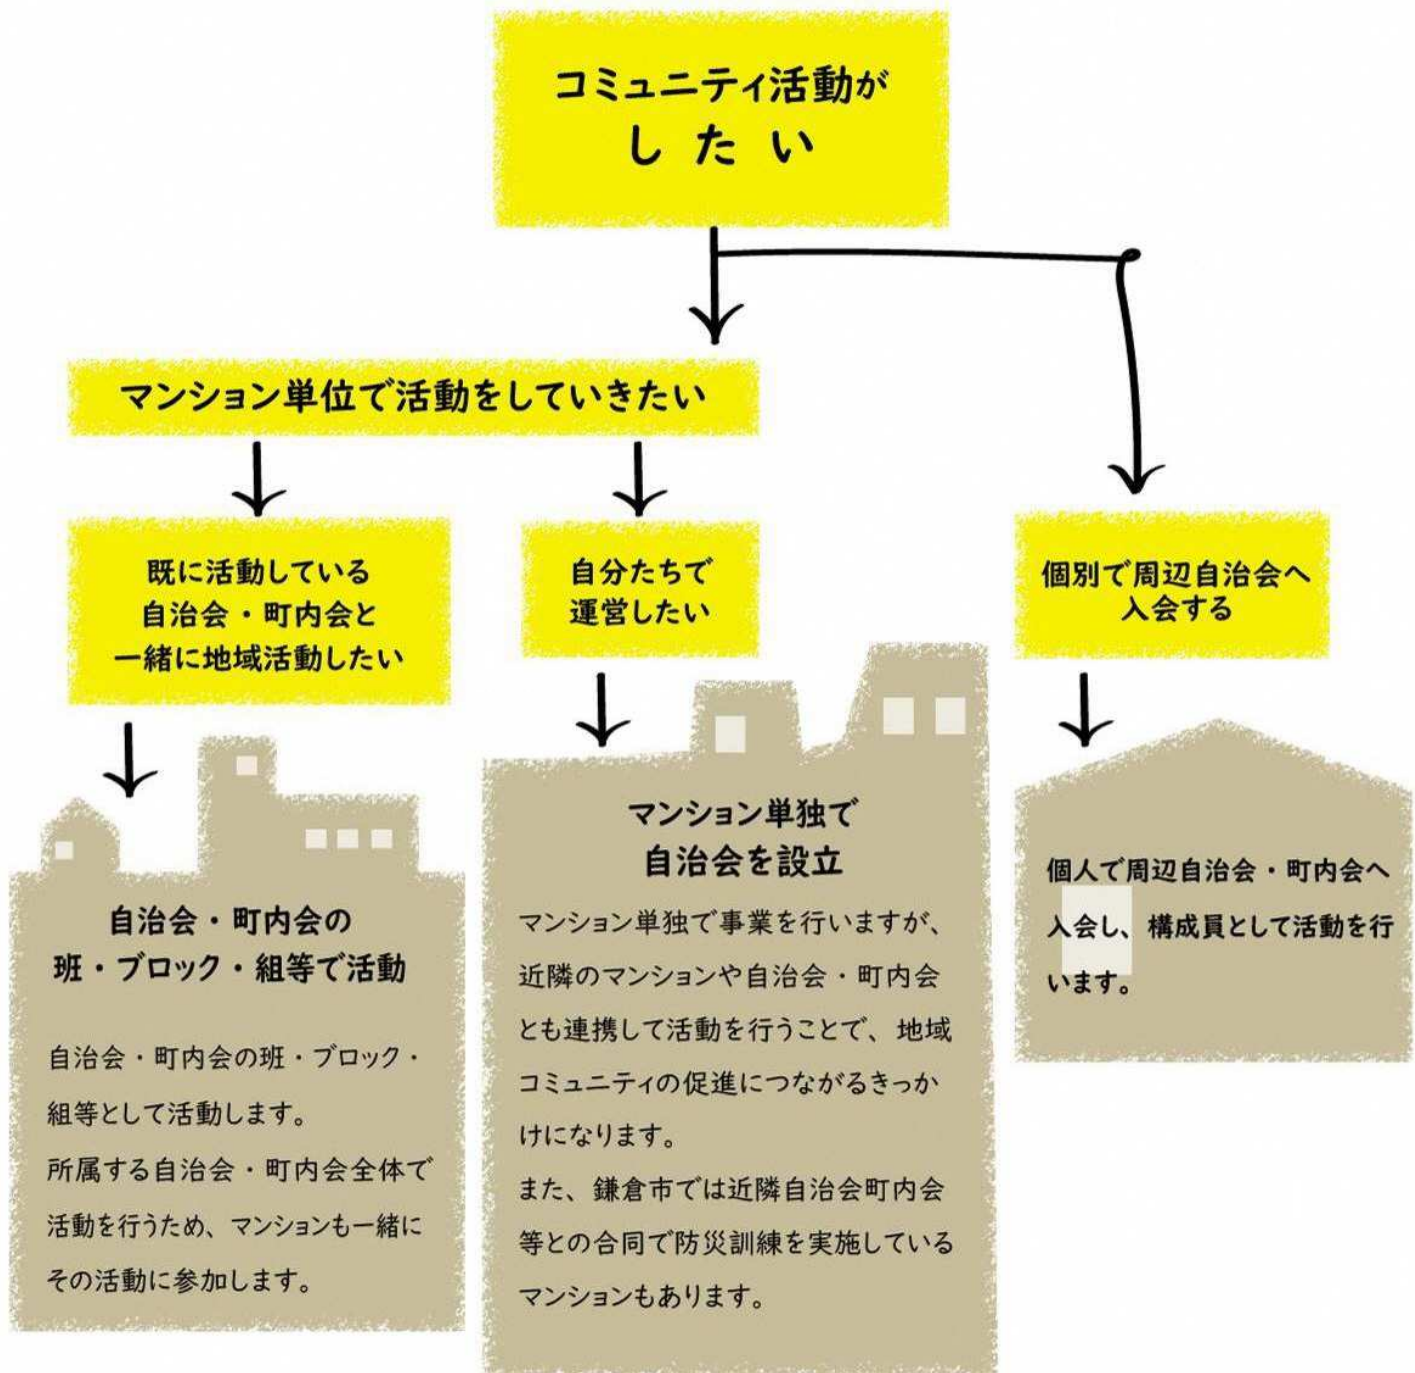 コミュニティ活動が
したい
マンション単位で活動をしていきたい
既に活動している
自治会・町内会と
一緒に地域活動したい
自分たちで
運営したい
個別で周辺自治会へ
入会する
自治会・町内会の
班・ブロック・組等で活動
自治会・町内会の班・ブロック・
組等として活動します。
所属する自治会・町内会全体で
活動を行うため、マンションも一緒に
その活動に参加します。
マンション単独で
自治会を設立
マンション単独で事業を行いますが、
近隣のマンションや自治会・町内会
とも連携して活動を行うことで、地域
コミュニティの促進につながるきっか
けになります。
また、鎌倉市では近隣自治会町内会
等との合同で防災訓練を実施している
マンションもあります。
個人で周辺自治会・町内会へ
入会し、構成員として活動を行
います。